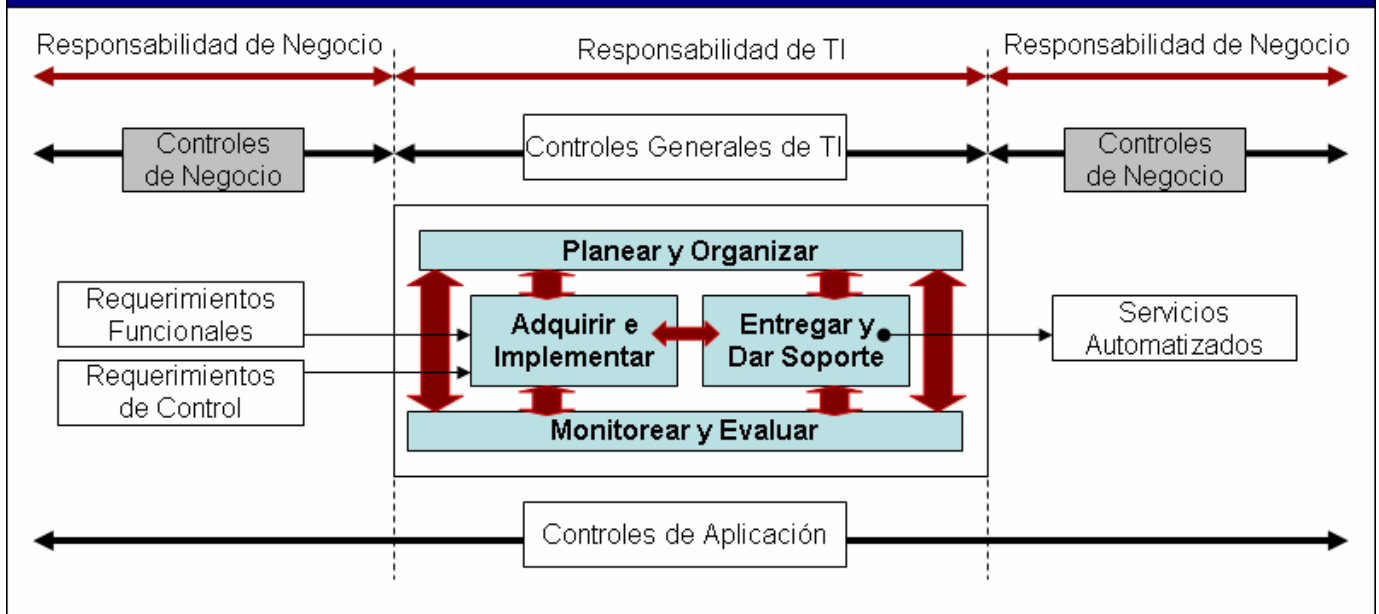 Responsabilidad de Negocio
Responsabilidad de TI
Responsabilidad de Negocio
Controles
de Negocio
Controles Generales de TI
Controles
de Negocio
Planear y Organizar
Requerimientos
Funcionales
Adquirir e
Implementar
Entregar y
Dar Soporte
Servicios
Automatizados
Requerimientos
de Control
Monitorear y Evaluar
Controles de Aplicación